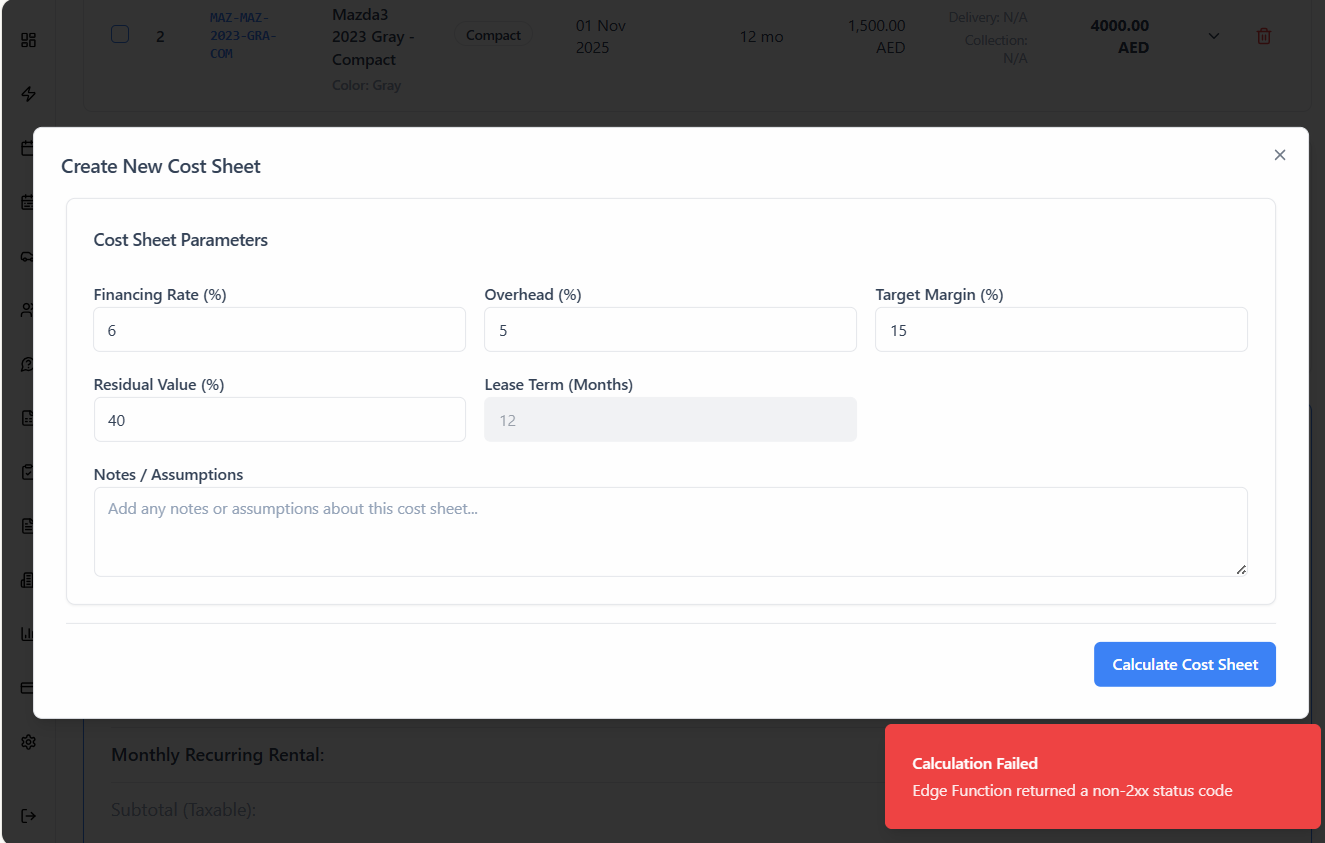 2
MAZ-MAZ-
2023-GRA-
COM
Mazda3
2023 Gray -
Compact
Color: Gray
Compact
01 Nov
2025
12 mo
1,500.00
AED
Delivery: N/A
Collection:
N/A
4000.00
AED
Create New Cost Sheet
Cost Sheet Parameters
Financing Rate (%)
6
Overhead (%)
5
Target Margin (%)
15
Residual Value (%)
40
Lease Term (Months)
12
Notes / Assumptions
Add any notes or assumptions about this cost sheet...
Calculate Cost Sheet
Monthly Recurring Rental:
Subtotal (Taxable):
Calculation Failed
Edge Function returned a non-2xx status code